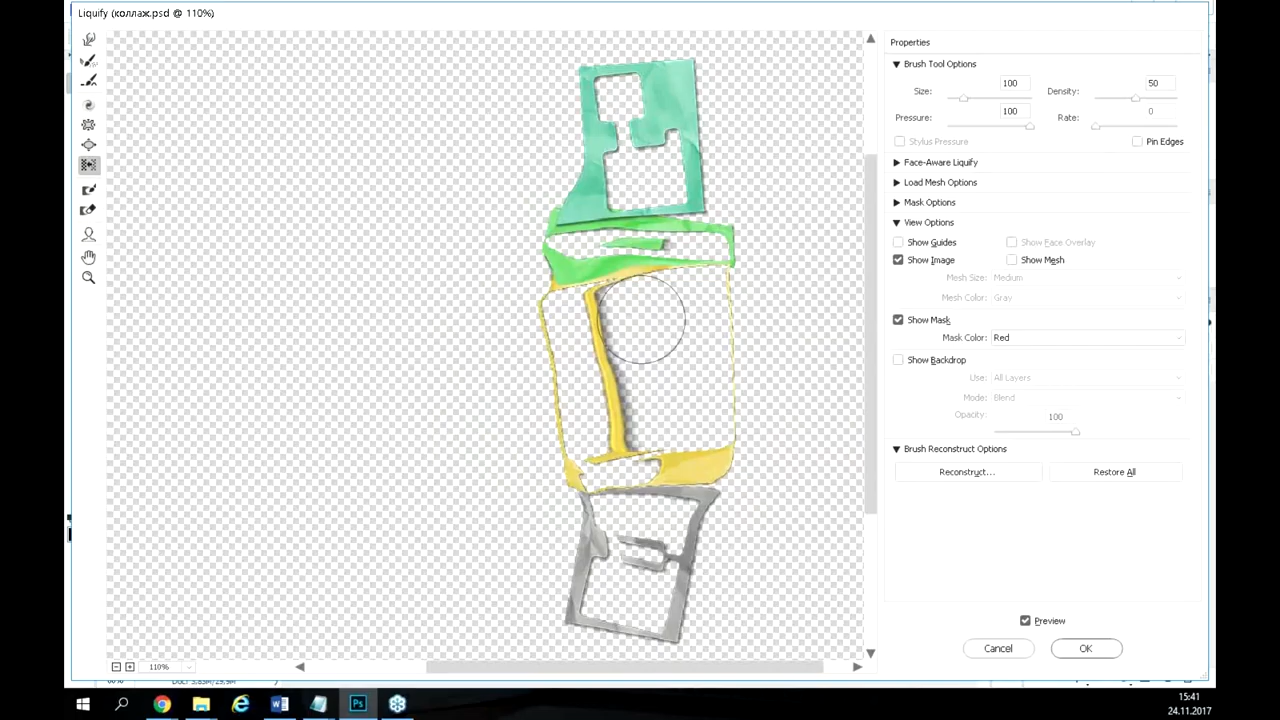 Liquify (коллаж.psd @ 110%)
Properties
Brush Tool Options
Size: 100 Density: 50
Pressure: 100 Rate: 0
Stylus Pressure Pin Edges
Face-Aware Liquify
Load Mesh Options
Mask Options
View Options
Show Guides Show Face Overlay
Show Image Show Mesh
Mesh Size: Medium
Mesh Color: Gray
Show Mask
Mask Color: Red
Show Backdrop
Use: All Layers
Mode: Blend
Opacity: 100
Brush Reconstruct Options
Reconstruct... Restore All
Preview
Cancel OK
110%
15:41
24.11.2017